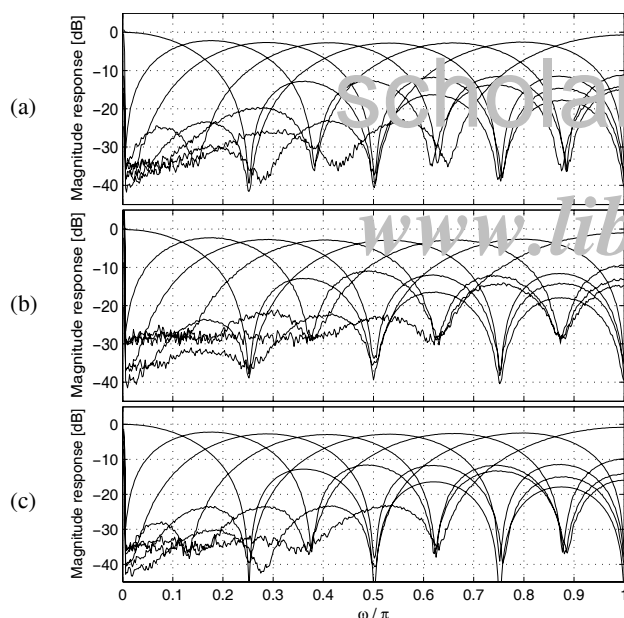 0
−10
−20
−30
−40
Magnitude response [dB]
(a)
scholar
0
−10
−20
−30
−40
Magnitude response [dB]
(b)
www.lib
0
−10
−20
−30
−40
Magnitude response [dB]
(c)
0 0.1 0.2 0.3 0.4 0.5 0.6 0.7 0.8 0.9 1
ω / π